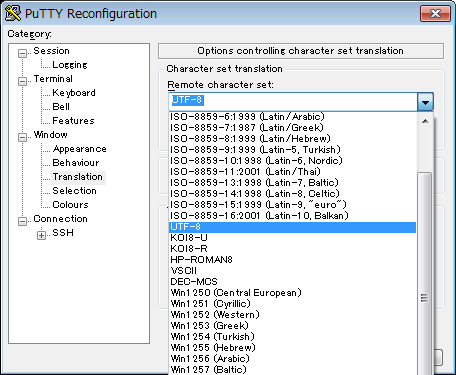 PuTTY Reconfiguration
Category:
Session
Logging
Terminal
Keyboard
Bell
Features
Window
Appearance
Behaviour
Translation
Selection
Colours
Connection
SSH
Options controlling character set translation
Character set translation
Remote character set:
UTF-8
ISO-8859-6:1999 (Latin/Arabic)
ISO-8859-7:1987 (Latin/Greek)
ISO-8859-8:1999 (Latin/Hebrew)
ISO-8859-9:1999 (Latin-5, Turkish)
ISO-8859-10:1998 (Latin-6, Nordic)
ISO-8859-11:2001 (Latin/Thai)
ISO-8859-13:1998 (Latin-7, Baltic)
ISO-8859-14:1998 (Latin-8, Celtic)
ISO-8859-15:1999 (Latin-9, "euro")
ISO-8859-16:2001 (Latin-10, Balkan)
UTF-8
KOI8-U
KOI8-R
HP-ROMAN8
VSCII
DEC-MCS
Win1250 (Central European)
Win1251 (Cyrillic)
Win1252 (Western)
Win1253 (Greek)
Win1254 (Turkish)
Win1255 (Hebrew)
Win1256 (Arabic)
Win1257 (Baltic)